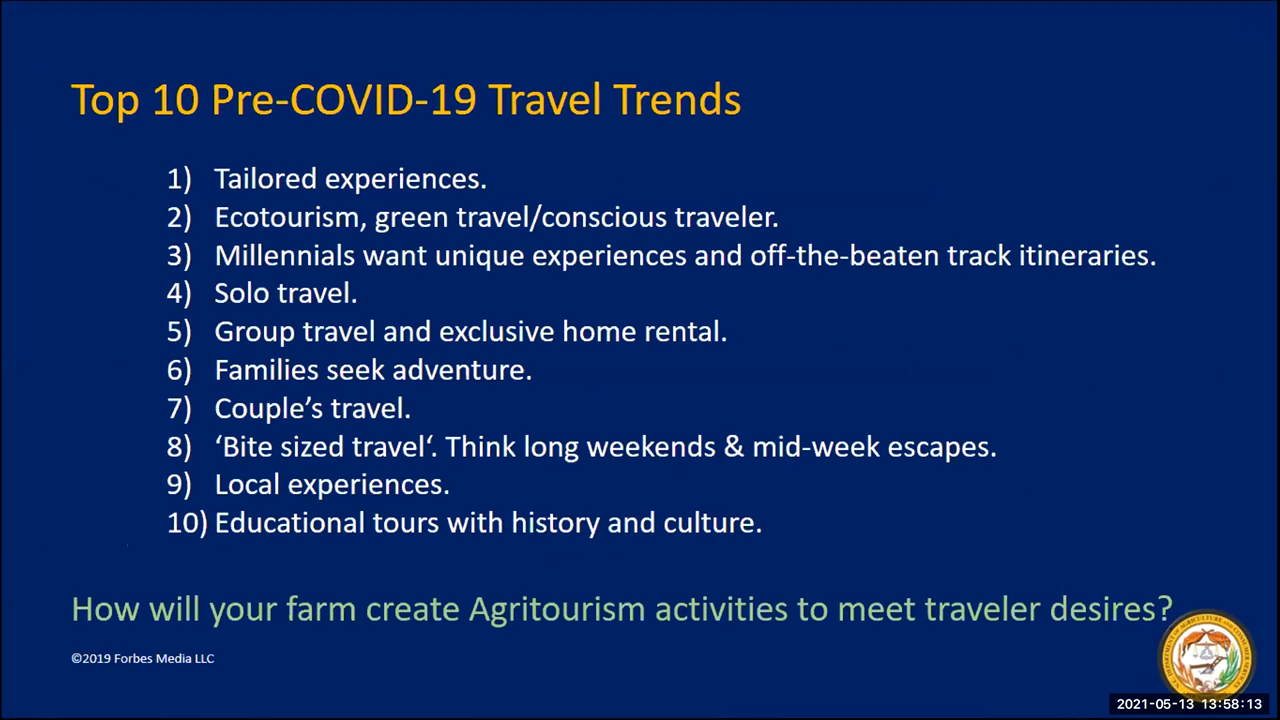 Top 10 Pre-COVID-19 Travel Trends
1) Tailored experiences.
2) Ecotourism, green travel/conscious traveler.
3) Millennials want unique experiences and off-the-beaten track itineraries.
4) Solo travel.
5) Group travel and exclusive home rental.
6) Families seek adventure.
7) Couple’s travel.
8) ‘Bite sized travel‘. Think long weekends & mid-week escapes.
9) Local experiences.
10) Educational tours with history and culture.
How will your farm create Agritourism activities to meet traveler desires?
©2019 Forbes Media LLC
2021-05-13 13:58:13